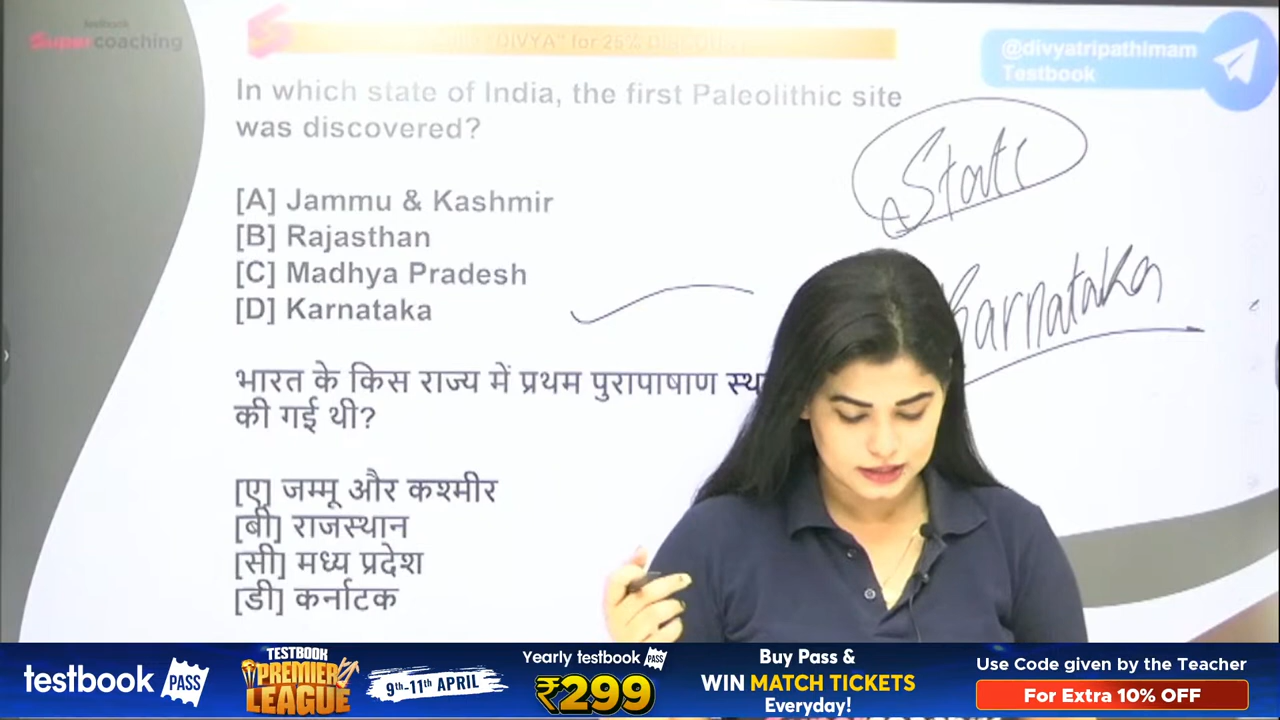 testbook
Supercoaching
"DIVYA" for 25%
@divyatripathimam
Testbook
In which state of India, the first Paleolithic site
was discovered?
State
[A] Jammu & Kashmir
[B] Rajasthan
[C] Madhya Pradesh
[D] Karnataka
Karnataka
भारत के किस राज्य में प्रथम पुरापाषाण
की गई थी?
[ए] जम्मू और कश्मीर
[बी] राजस्थान
[सी] मध्य प्रदेश
[डी] कर्नाटक
testbook PASS
TESTBOOK
PREMIER
LEAGUE
9th-11th APRIL
Yearly testbook PASS
₹299
Buy Pass &
WIN MATCH TICKETS
Everyday!
Use Code given by the Teacher
For Extra 10% OFF